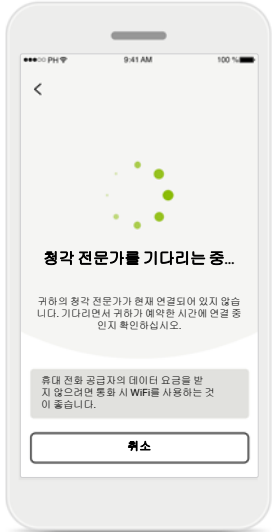 PH 9:41 AM 100 %
청각 전문가를 기다리는 중...
귀하의 청각 전문가가 현재 연결되어 있지 않습
니다. 기다리면서 귀하가 예약한 시간에 연결 중
인지 확인하십시오.
휴대 전화 공급자의 데이터 요금을 받
지 않으려면 통화 시 WiFi를 사용하는 것
이 좋습니다.
취소